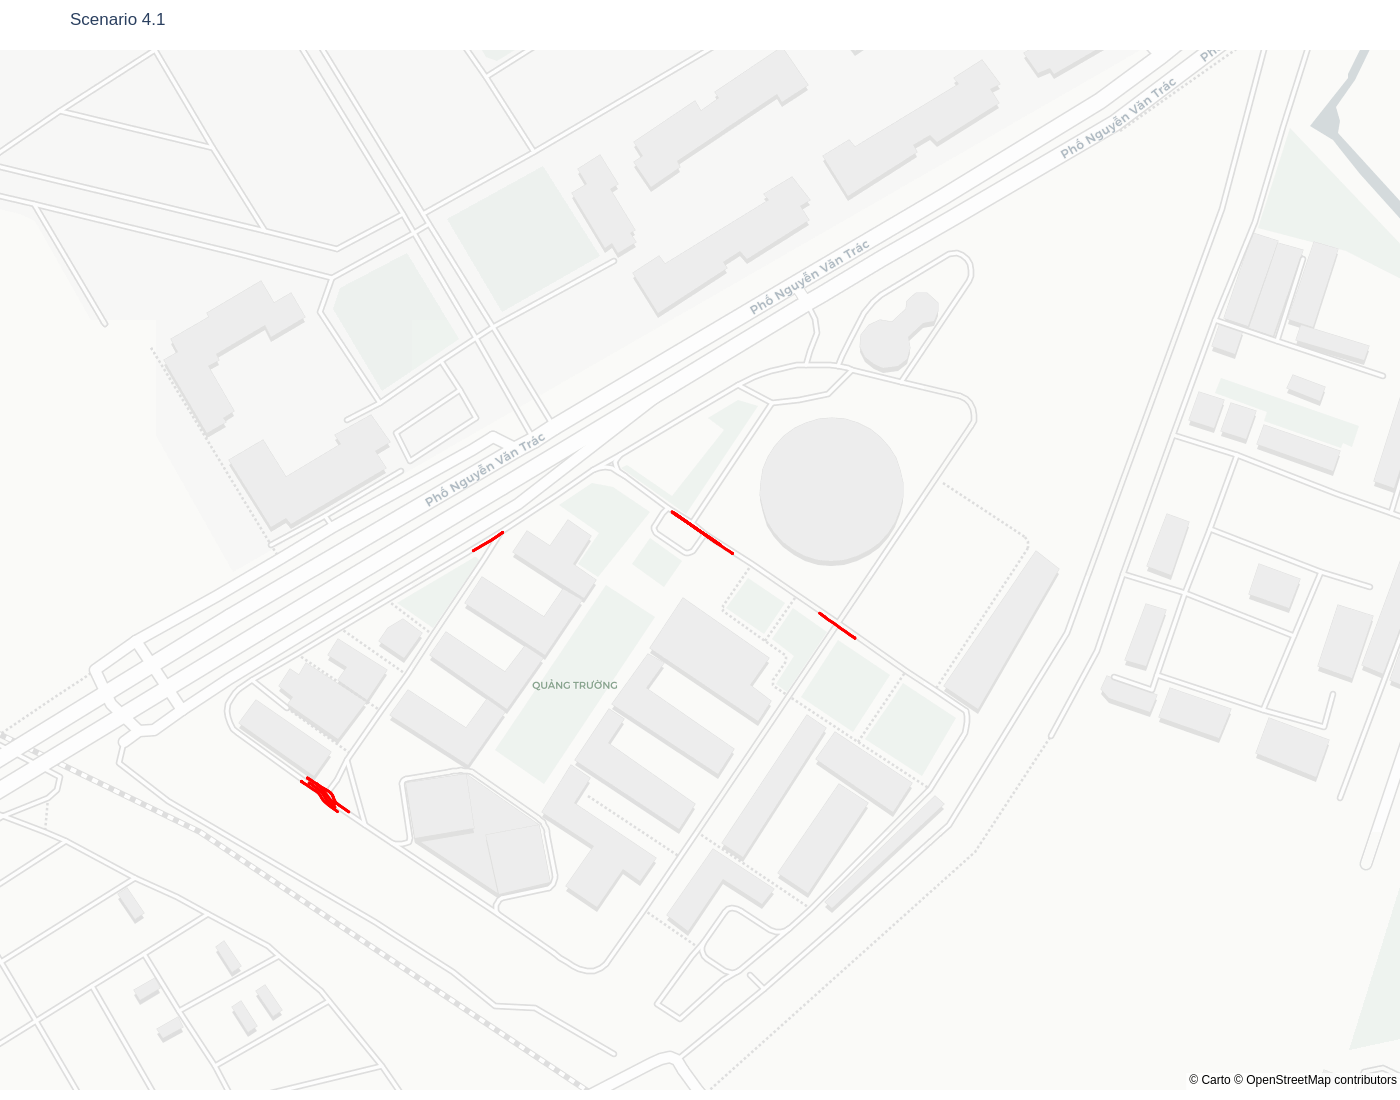 Scenario 4.1
Phố
Phố Nguyễn Văn Trác
Phố Nguyễn Văn Trác
Phố Nguyễn Văn Trác
QUẢNG TRƯỜNG
© Carto © OpenStreetMap contributors